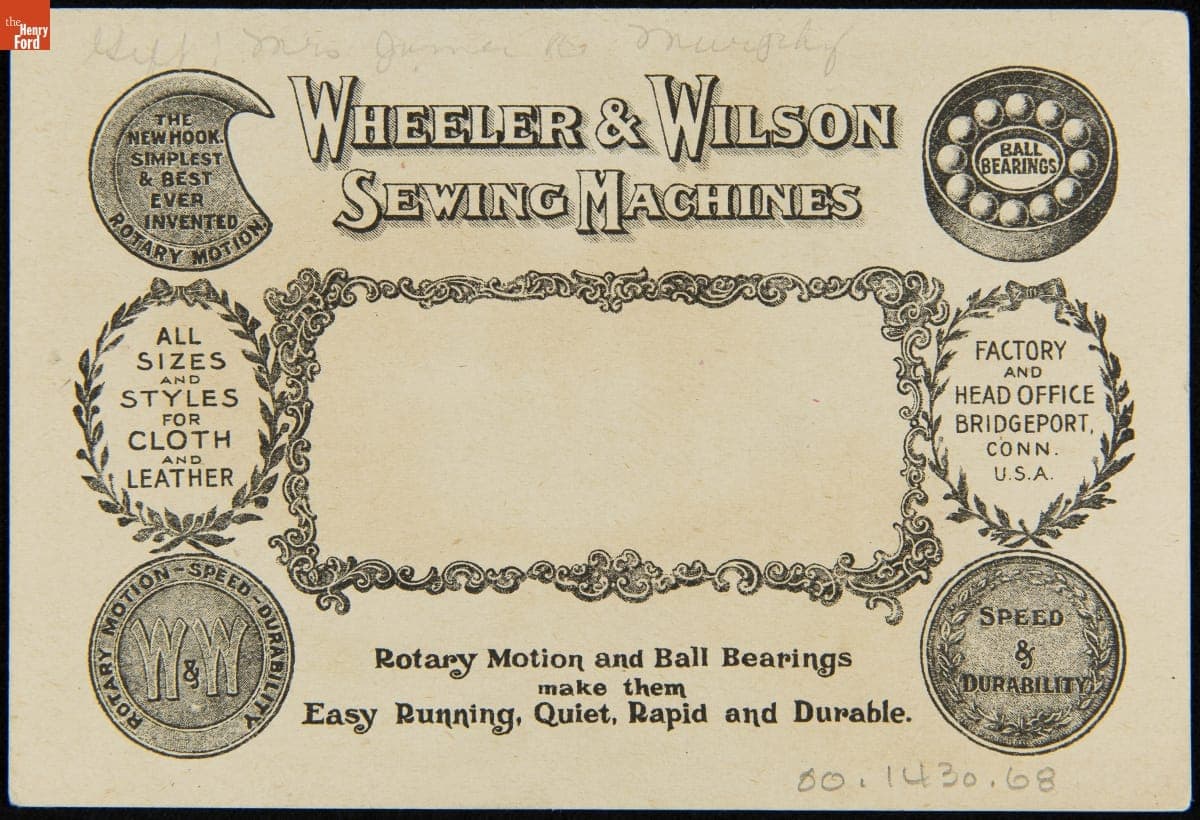 the
Henry
Ford
Mrs Murphy
WHEELER & WILSON
SEWING MACHINES
THE
NEW HOOK.
SIMPLEST
& BEST
EVER
INVENTED
ROTARY MOTION.
BALL
BEARINGS
ALL
SIZES
AND
STYLES
FOR
CLOTH
AND
LEATHER
FACTORY
AND
HEAD OFFICE
BRIDGEPORT,
CONN.
U.S.A.
ROTARY MOTION-SPEED-DURABILITY
W & W
SPEED
&
DURABILITY
Rotary Motion and Ball Bearings
make them
Easy Running, Quiet, Rapid and Durable.
00.1430.68